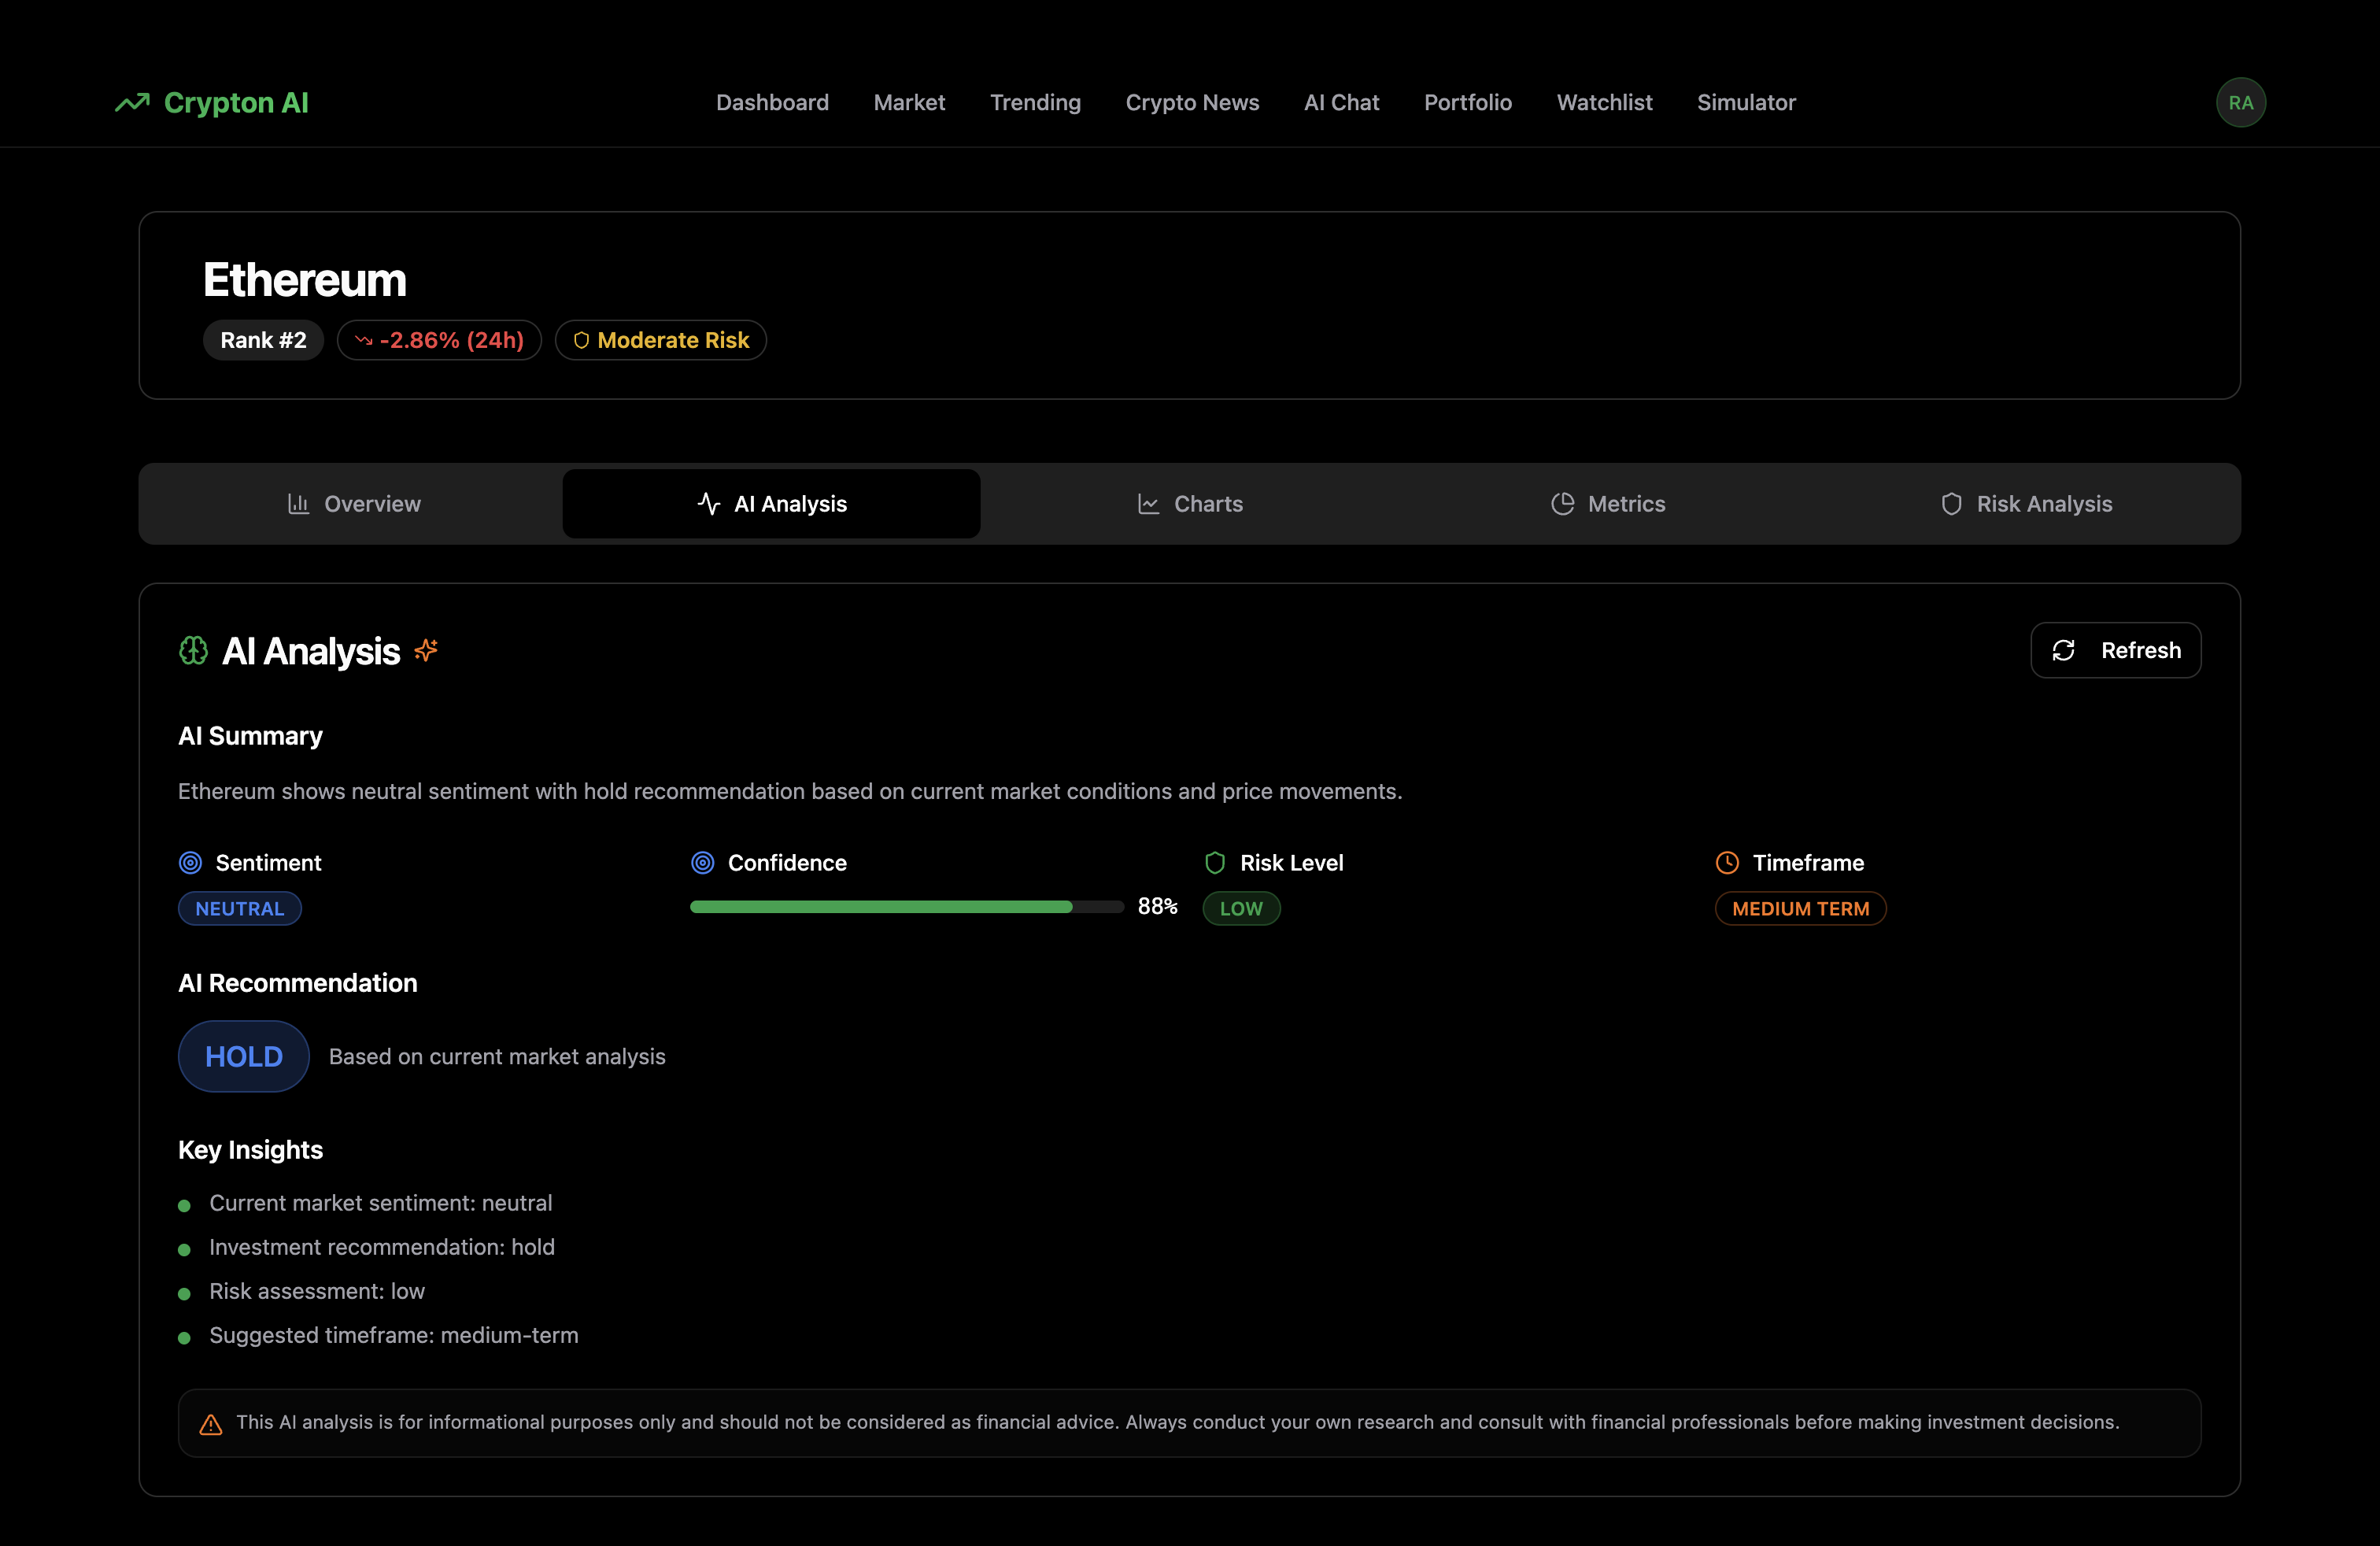 Crypton AI
Dashboard Market Trending Crypto News AI Chat Portfolio Watchlist Simulator
RA
Ethereum
Rank #2 -2.86% (24h) Moderate Risk
Overview AI Analysis Charts Metrics Risk Analysis
AI Analysis
Refresh
AI Summary
Ethereum shows neutral sentiment with hold recommendation based on current market conditions and price movements.
Sentiment
NEUTRAL
Confidence
88%
Risk Level
LOW
Timeframe
MEDIUM TERM
AI Recommendation
HOLD Based on current market analysis
Key Insights
Current market sentiment: neutral
Investment recommendation: hold
Risk assessment: low
Suggested timeframe: medium-term
This AI analysis is for informational purposes only and should not be considered as financial advice. Always conduct your own research and consult with financial professionals before making investment decisions.